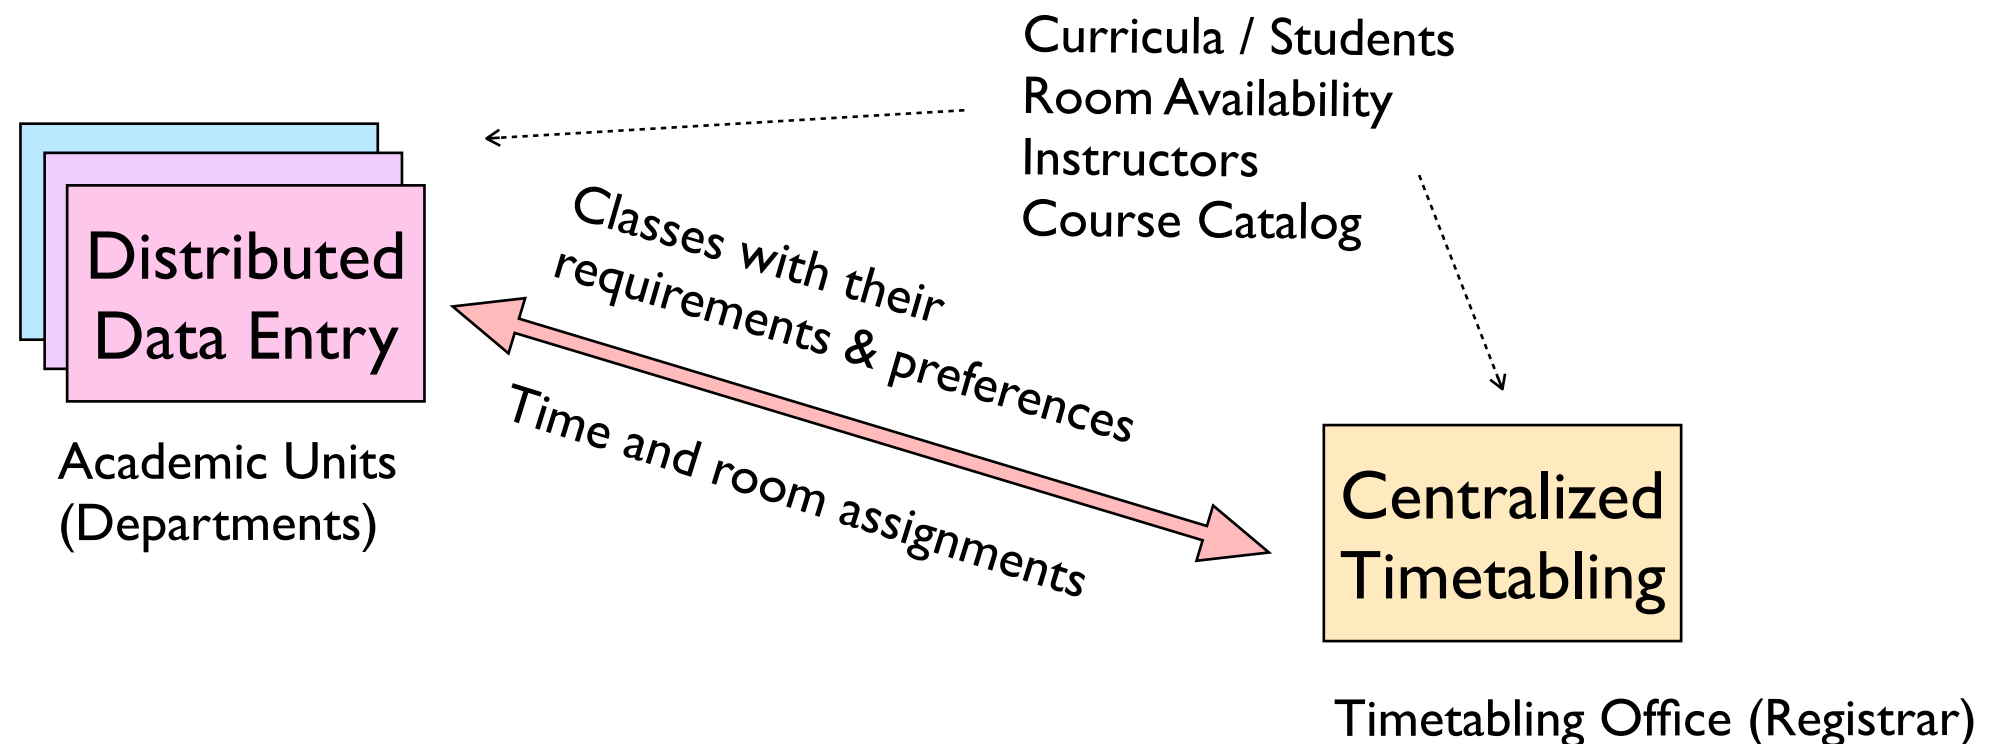 Curricula / Students
Room Availability
Instructors
Course Catalog
Distributed
Data Entry
Academic Units
(Departments)
Classes with their
requirements & preferences
Time and room assignments
Centralized
Timetabling
Timetabling Office (Registrar)